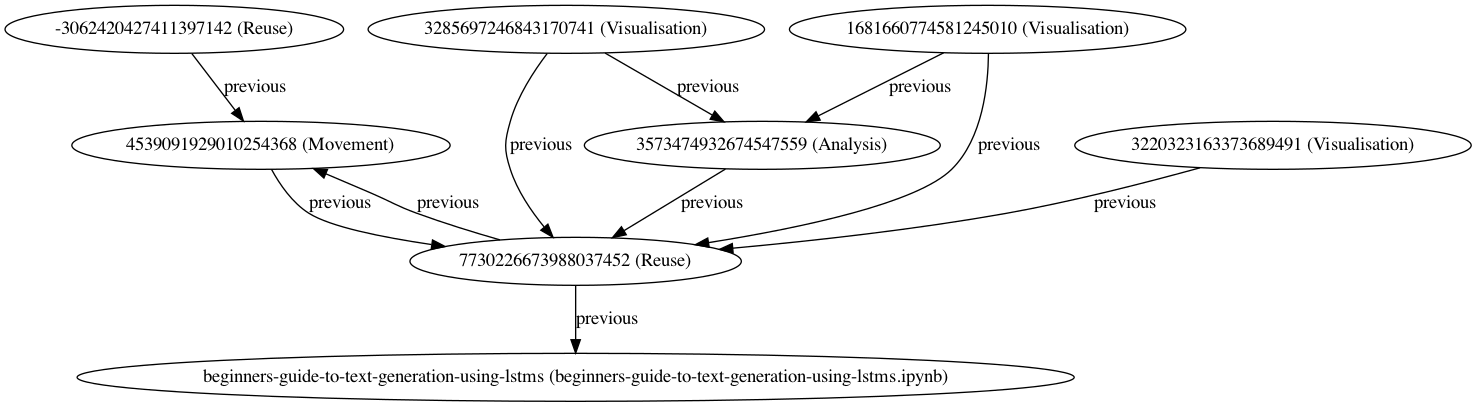 -3062420427411397142 (Reuse)
3285697246843170741 (Visualisation)
1681660774581245010 (Visualisation)
previous
previous
previous
4539091929010254368 (Movement)
previous
3573474932674547559 (Analysis)
previous
3220323163373689491 (Visualisation)
previous
previous
previous
previous
7730226673988037452 (Reuse)
previous
beginners-guide-to-text-generation-using-lstms (beginners-guide-to-text-generation-using-lstms.ipynb)